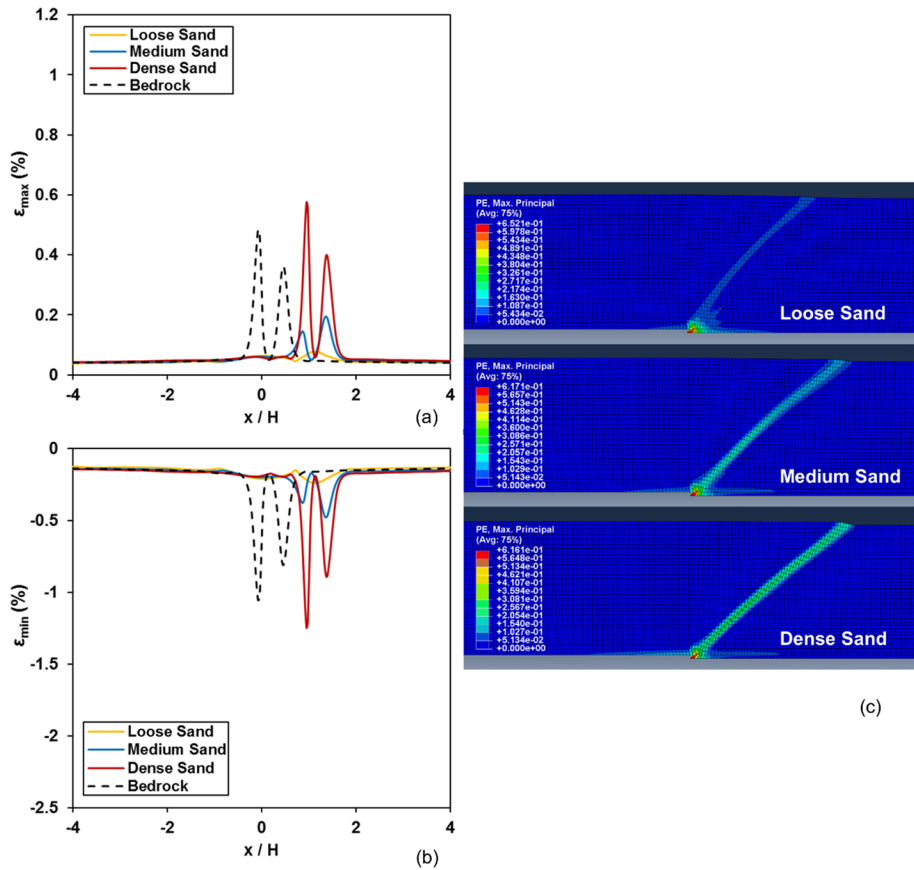 1.2
1
0.8
0.6
0.4
0.2
0
εmax (%)
Loose Sand
Medium Sand
Dense Sand
Bedrock
-4 -2 0 2 4
x / H
(a)
0
-0.5
-1
-1.5
-2
-2.5
εmin (%)
Loose Sand
Medium Sand
Dense Sand
Bedrock
-4 -2 0 2 4
x / H
(b)
PE, Max. Principal
(Avg: 75%)
+6.521e-01
+5.978e-01
+5.434e-01
+4.891e-01
+4.348e-01
+3.804e-01
+3.261e-01
+2.717e-01
+2.174e-01
+1.630e-01
+1.087e-01
+5.434e-02
+0.000e+00
Loose Sand
PE, Max. Principal
(Avg: 75%)
+6.171e-01
+5.657e-01
+5.143e-01
+4.628e-01
+4.114e-01
+3.600e-01
+3.086e-01
+2.571e-01
+2.057e-01
+1.543e-01
+1.029e-01
+5.143e-02
+0.000e+00
Medium Sand
PE, Max. Principal
(Avg: 75%)
+6.161e-01
+5.648e-01
+5.134e-01
+4.621e-01
+4.107e-01
+3.594e-01
+3.081e-01
+2.567e-01
+2.054e-01
+1.540e-01
+1.027e-01
+5.134e-02
+0.000e+00
Dense Sand
(c)